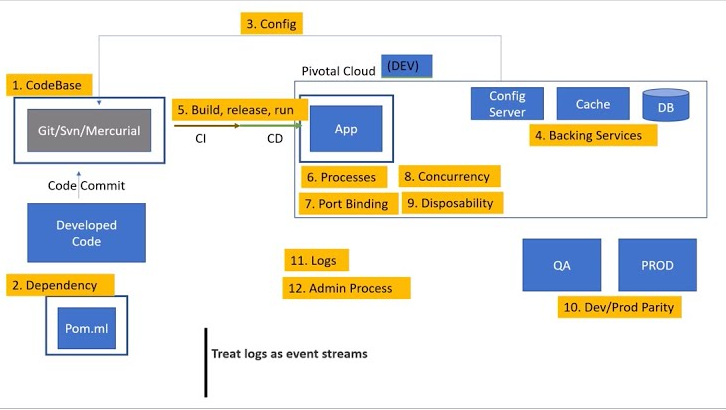 3. Config
Pivotal Cloud
(DEV)
1. CodeBase
Config
Server
Cache
DB
5. Build, release, run
Git/Svn/Mercurial
App
4. Backing Services
CI
CD
6. Processes
8. Concurrency
Code Commit
7. Port Binding
9. Disposability
Developed
Code
11. Logs
QA
PROD
2. Dependency
12. Admin Process
10. Dev/Prod Parity
Pom.ml
Treat logs as event streams